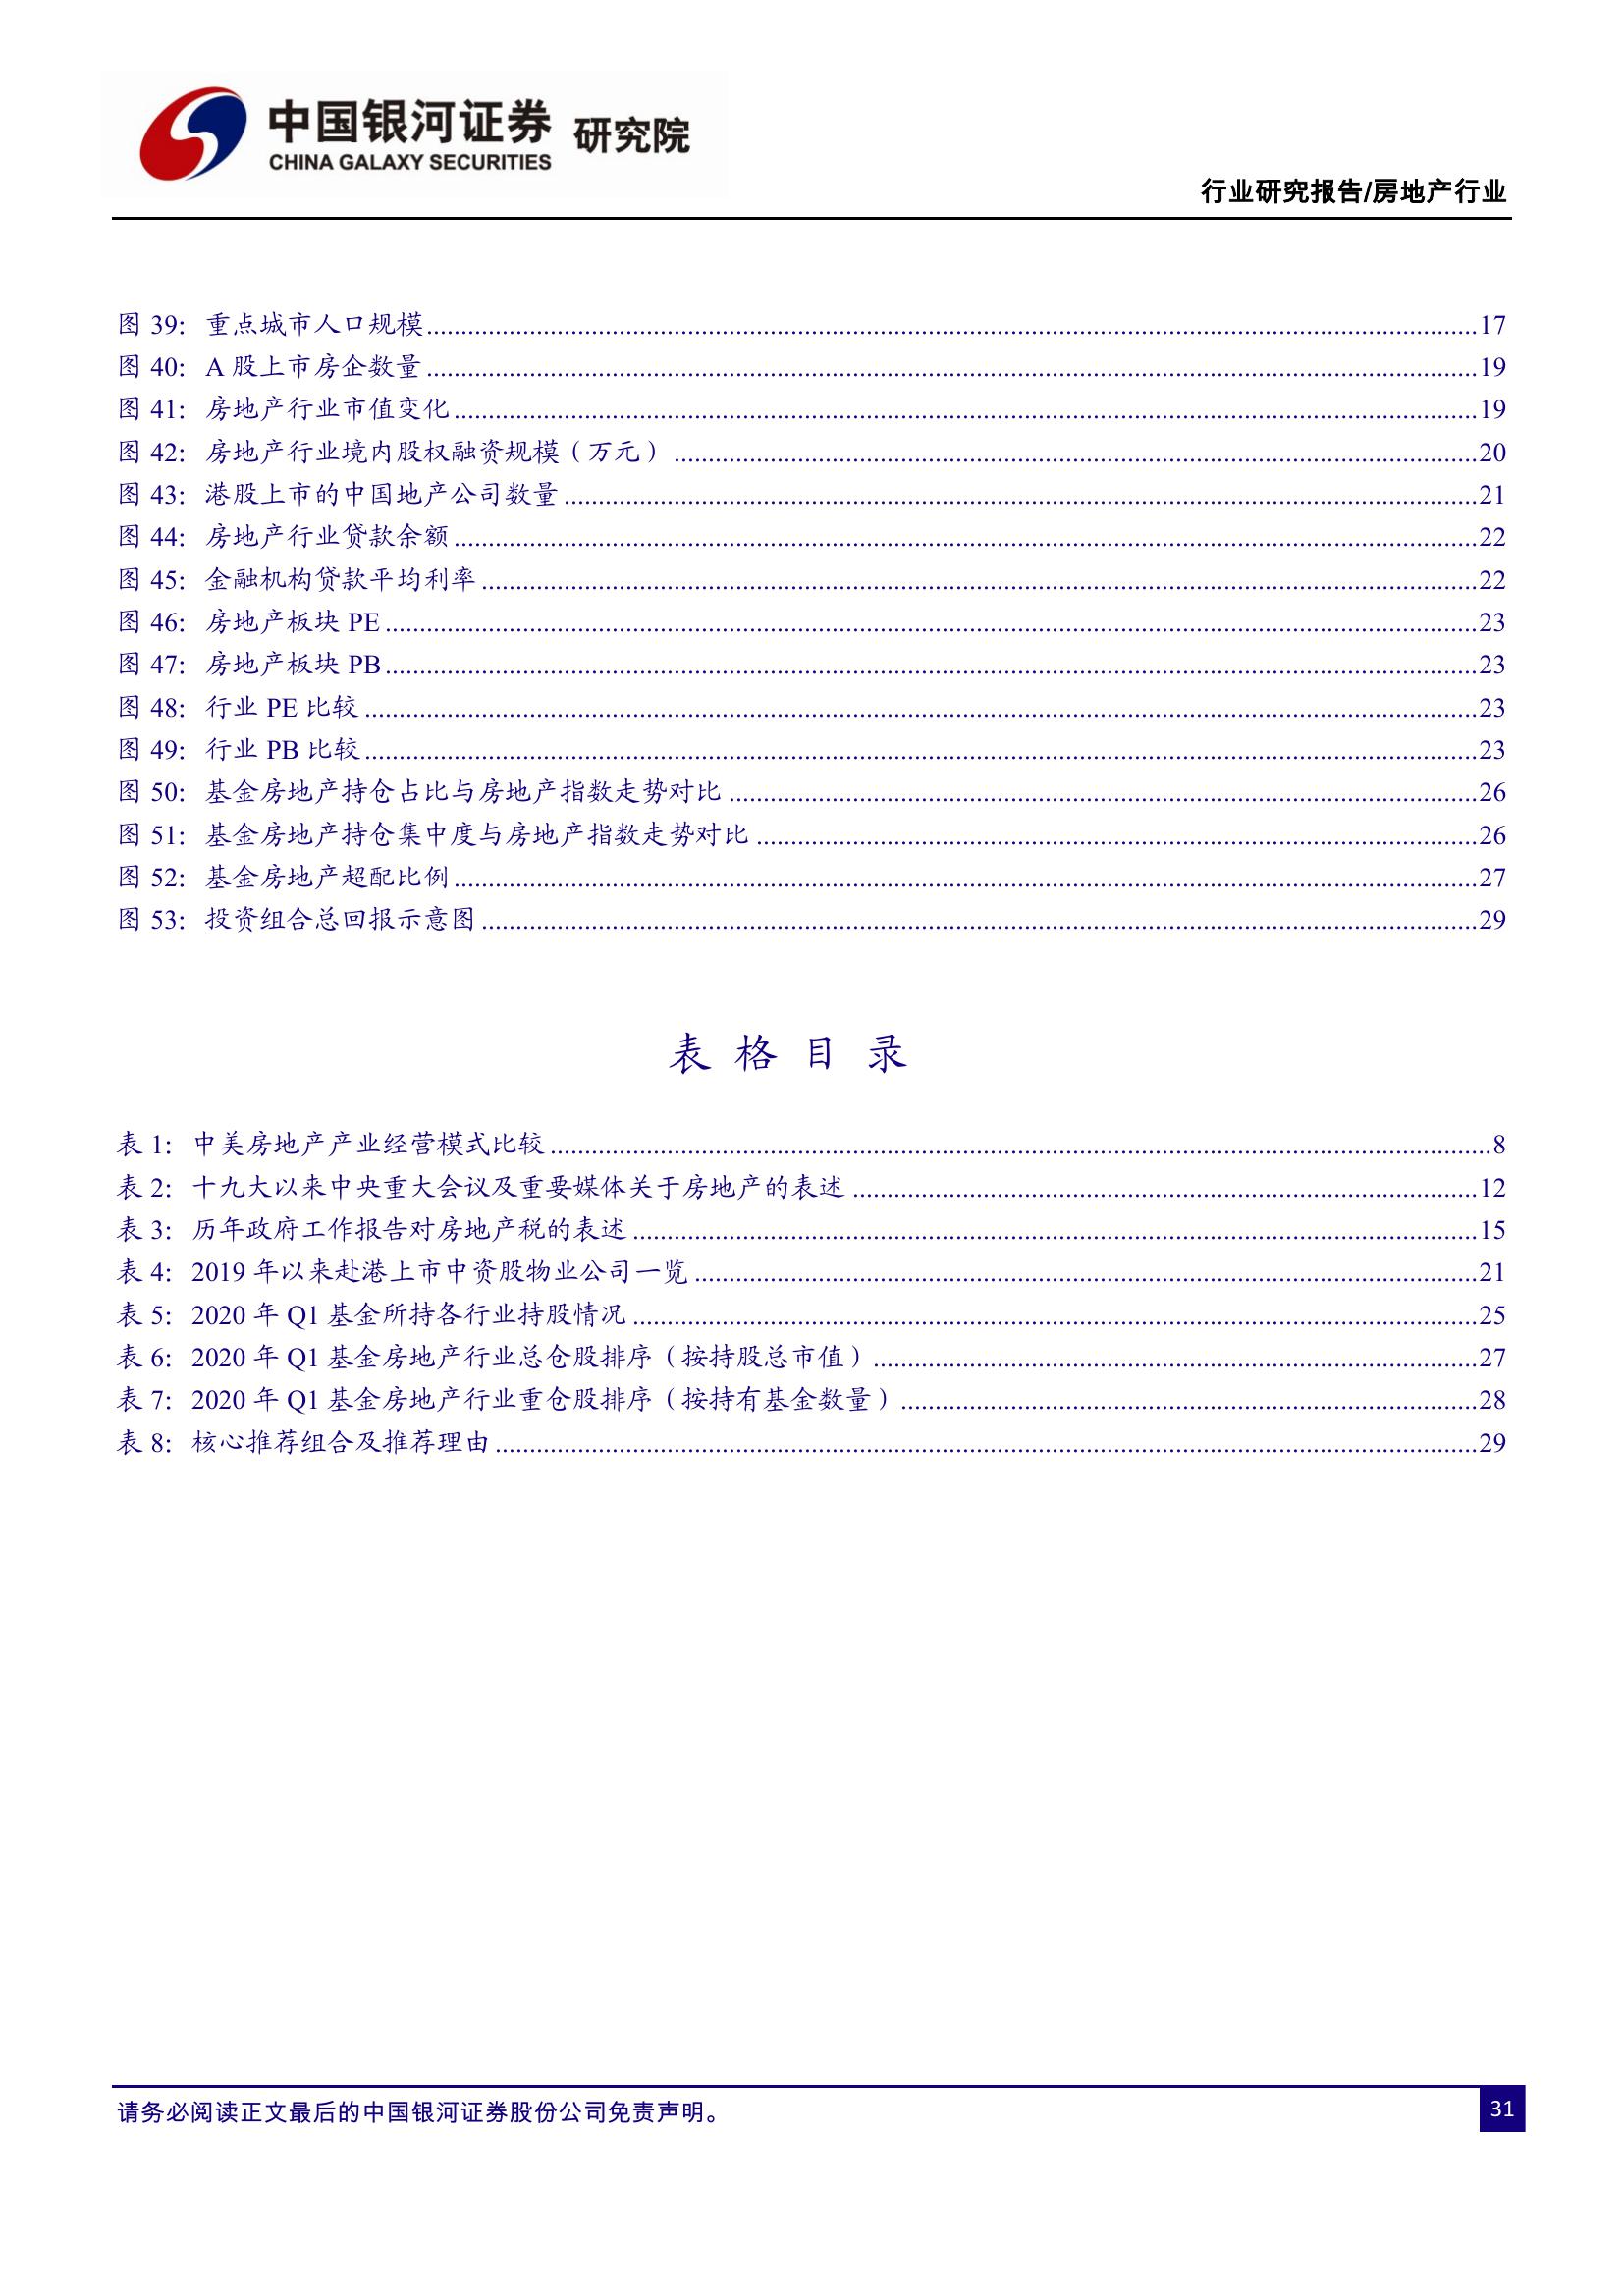 中国银河证券 研究院
CHINA GALAXY SECURITIES
行业研究报告/房地产行业
图 39: 重点城市人口规模................................17
图 40: A 股上市房企数量................................19
图 41: 房地产行业市值变化................................19
图 42: 房地产行业境内股权融资规模（万元）................................20
图 43: 港股上市的中国地产公司数量................................21
图 44: 房地产行业贷款余额................................22
图 45: 金融机构贷款平均利率................................22
图 46: 房地产板块 PE................................23
图 47: 房地产板块 PB................................23
图 48: 行业 PE 比较................................23
图 49: 行业 PB 比较................................23
图 50: 基金房地产持仓占比与房地产指数走势对比................................26
图 51: 基金房地产持仓集中度与房地产指数走势对比................................26
图 52: 基金房地产超配比例................................27
图 53: 投资组合总回报示意图................................29
表 格 目 录
表 1: 中美房地产产业经营模式比较................................8
表 2: 十九大以来中央重大会议及重要媒体关于房地产的表述................................12
表 3: 历年政府工作报告对房地产税的表述................................15
表 4: 2019 年以来赴港上市中资股物业公司一览................................21
表 5: 2020 年 Q1 基金所持各行业持股情况................................25
表 6: 2020 年 Q1 基金房地产行业总仓股排序（按持股总市值）................................27
表 7: 2020 年 Q1 基金房地产行业重仓股排序（按持有基金数量）................................28
表 8: 核心推荐组合及推荐理由................................29
请务必阅读正文最后的中国银河证券股份公司免责声明。
31